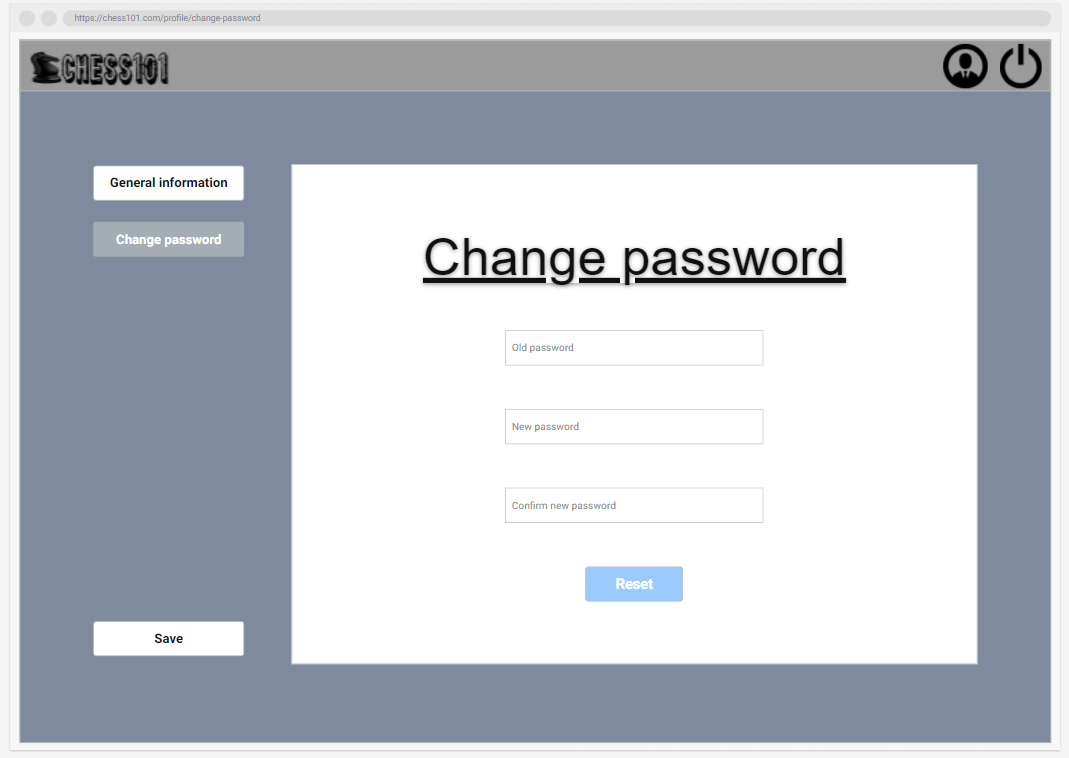 https://chess101.com/profile/change-password
CHESS101
General information
Change password
Change password
Old password
New password
Confirm new password
Reset
Save